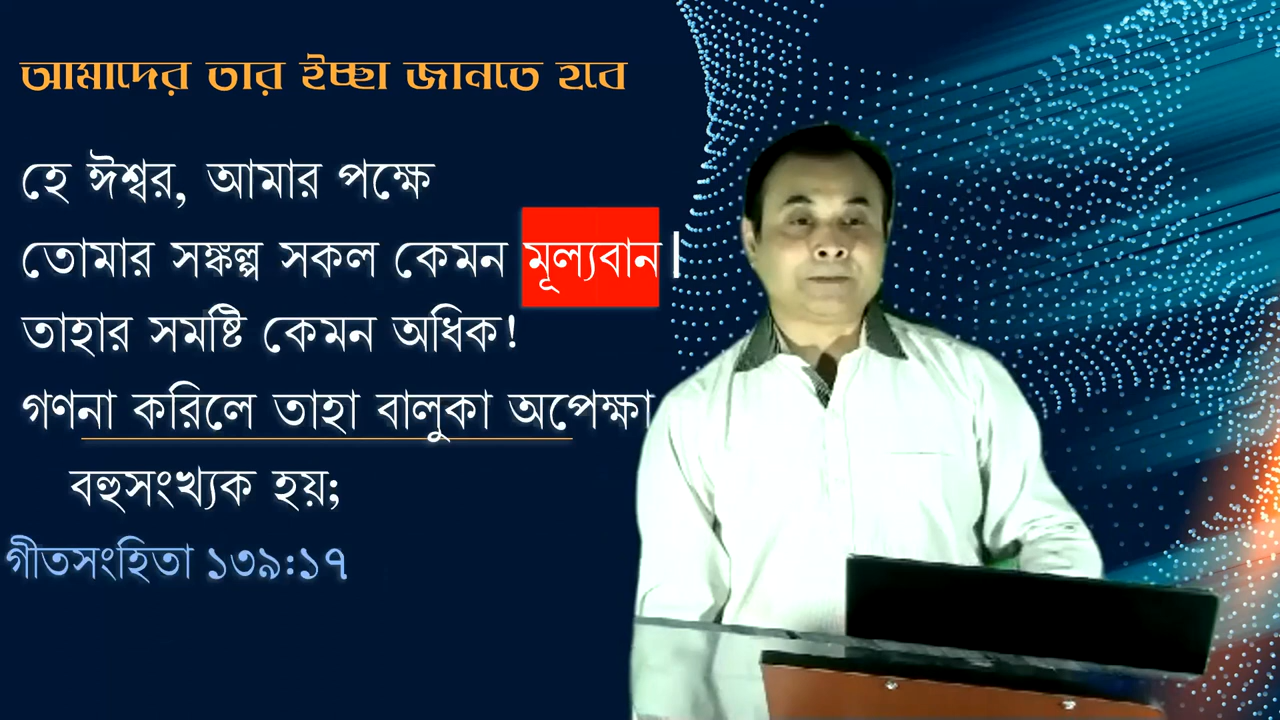 আমাদের তার ইচ্ছা জানতে হবে
হে ঈশ্বর, আমার পক্ষে
তোমার সঙ্কল্প সকল কেমন মূল্যবান।
তাহার সমষ্টি কেমন অধিক!
গণনা করিলে তাহা বালুকা অপেক্ষা
বহুসংখ্যক হয়;
গীতসংহিতা ১৩৯:১৭